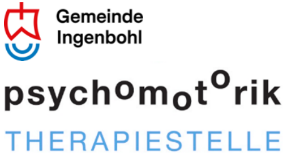 Gemeinde
Ingenbohl
psychomotorik
THERAPIESTELLE